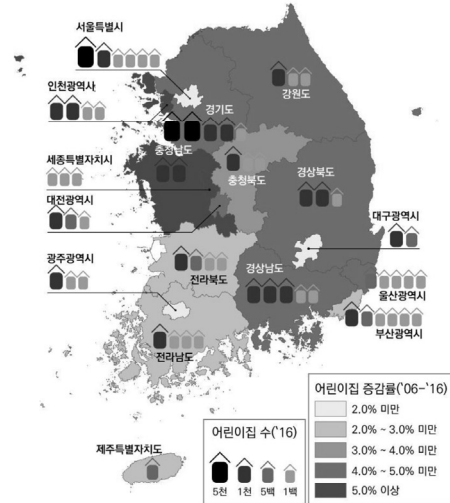 서울특별시
인천광역사
경기도
강원도
세종특별자치시
충청남도
충청북도
경상북도
대전광역시
대구광역시
광주광역시
전라북도
경상남도
울산광역시
부산광역시
전라남도
제주특별자치도
어린이집 수('16)
5천 1천 5백 1백
어린이집 증감률('06-'16)
2.0% 미만
2.0% ~ 3.0% 미만
3.0% ~ 4.0% 미만
4.0% ~ 5.0% 미만
5.0% 이상